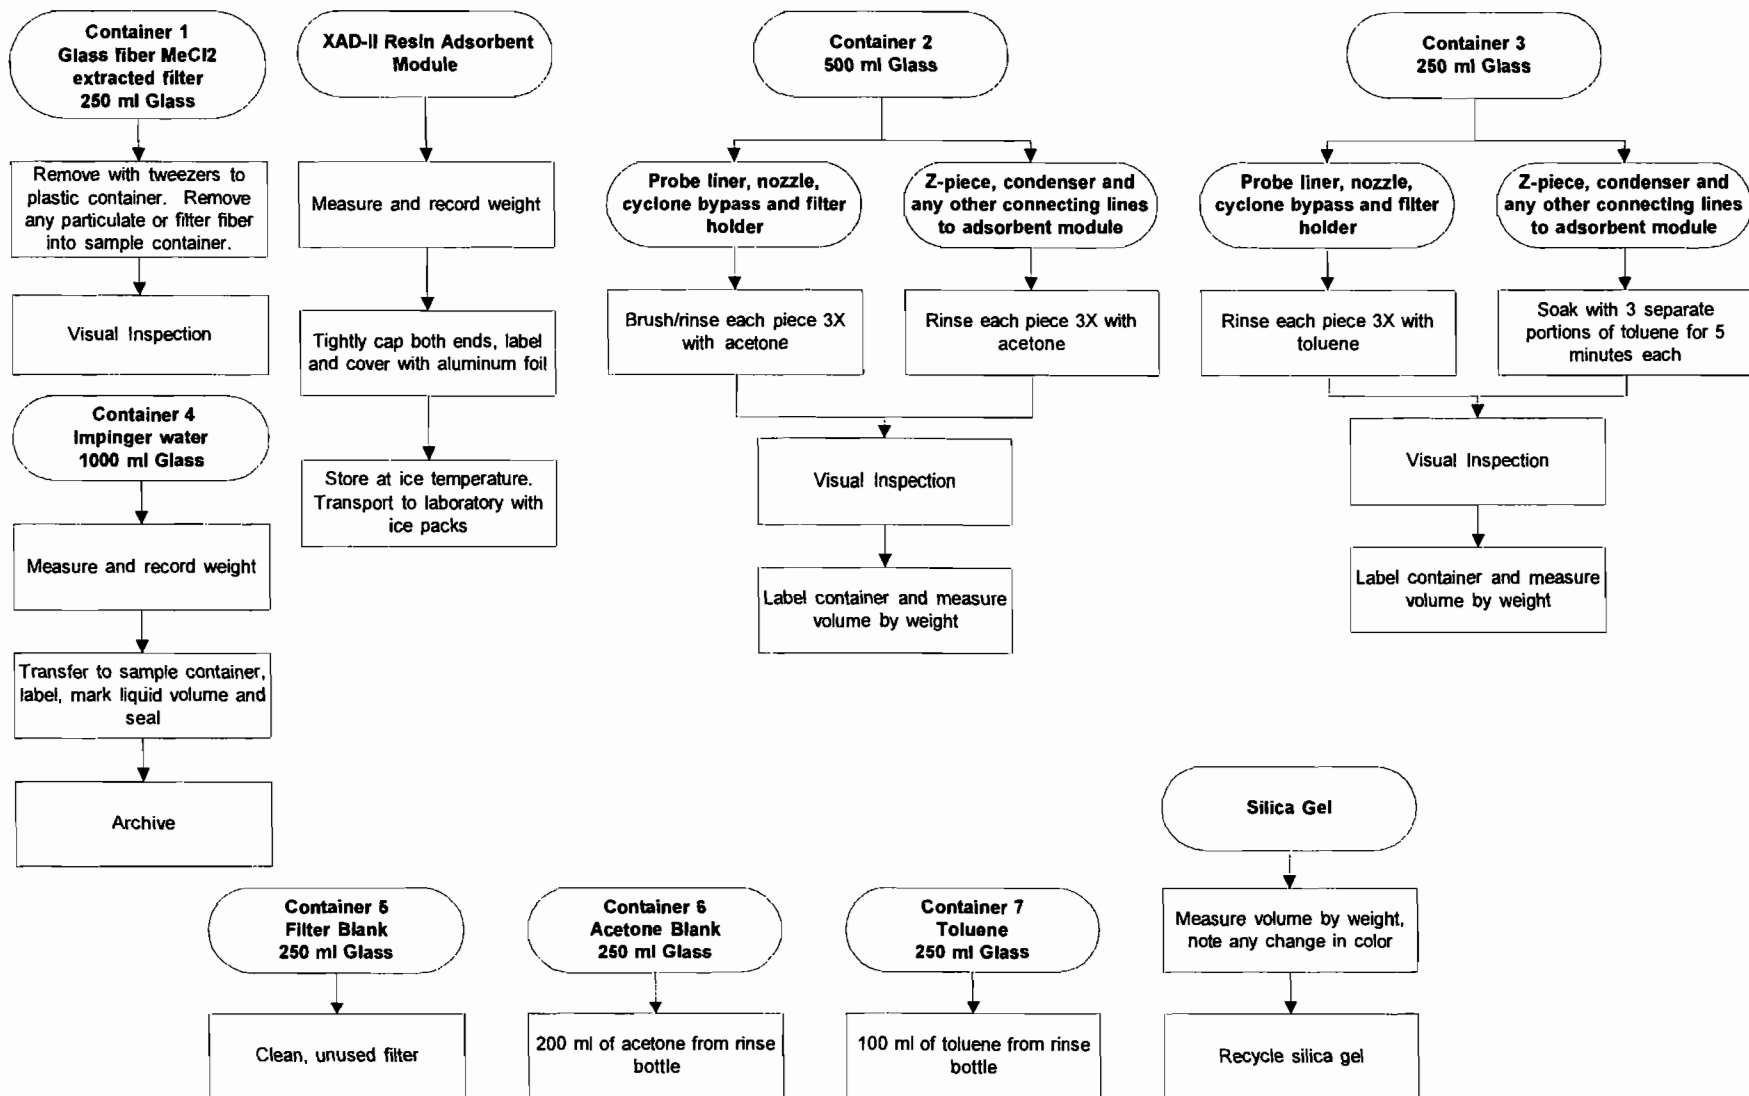 Container 1
Glass fiber MeCl2
extracted filter
250 ml Glass
Remove with tweezers to
plastic container. Remove
any particulate or filter fiber
into sample container.
Visual Inspection
XAD-II Resin Adsorbent
Module
Measure and record weight
Tightly cap both ends, label
and cover with aluminum foil
Store at ice temperature.
Transport to laboratory with
ice packs
Container 2
500 ml Glass
Probe liner, nozzle,
cyclone bypass and filter
holder
Z-piece, condenser and
any other connecting lines
to adsorbent module
Brush/rinse each piece 3X
with acetone
Rinse each piece 3X with
acetone
Visual Inspection
Label container and measure
volume by weight
Container 3
250 ml Glass
Probe liner, nozzle,
cyclone bypass and filter
holder
Z-piece, condenser and
any other connecting lines
to adsorbent module
Rinse each piece 3X with
toluene
Soak with 3 separate
portions of toluene for 5
minutes each
Visual Inspection
Label container and measure
volume by weight
Container 4
Impinger water
1000 ml Glass
Measure and record weight
Transfer to sample container,
label, mark liquid volume and
seal
Archive
Container 5
Filter Blank
250 ml Glass
Clean, unused filter
Container 6
Acetone Blank
250 ml Glass
200 ml of acetone from rinse
bottle
Container 7
Toluene
250 ml Glass
100 ml of toluene from rinse
bottle
Silica Gel
Measure volume by weight,
note any change in color
Recycle silica gel